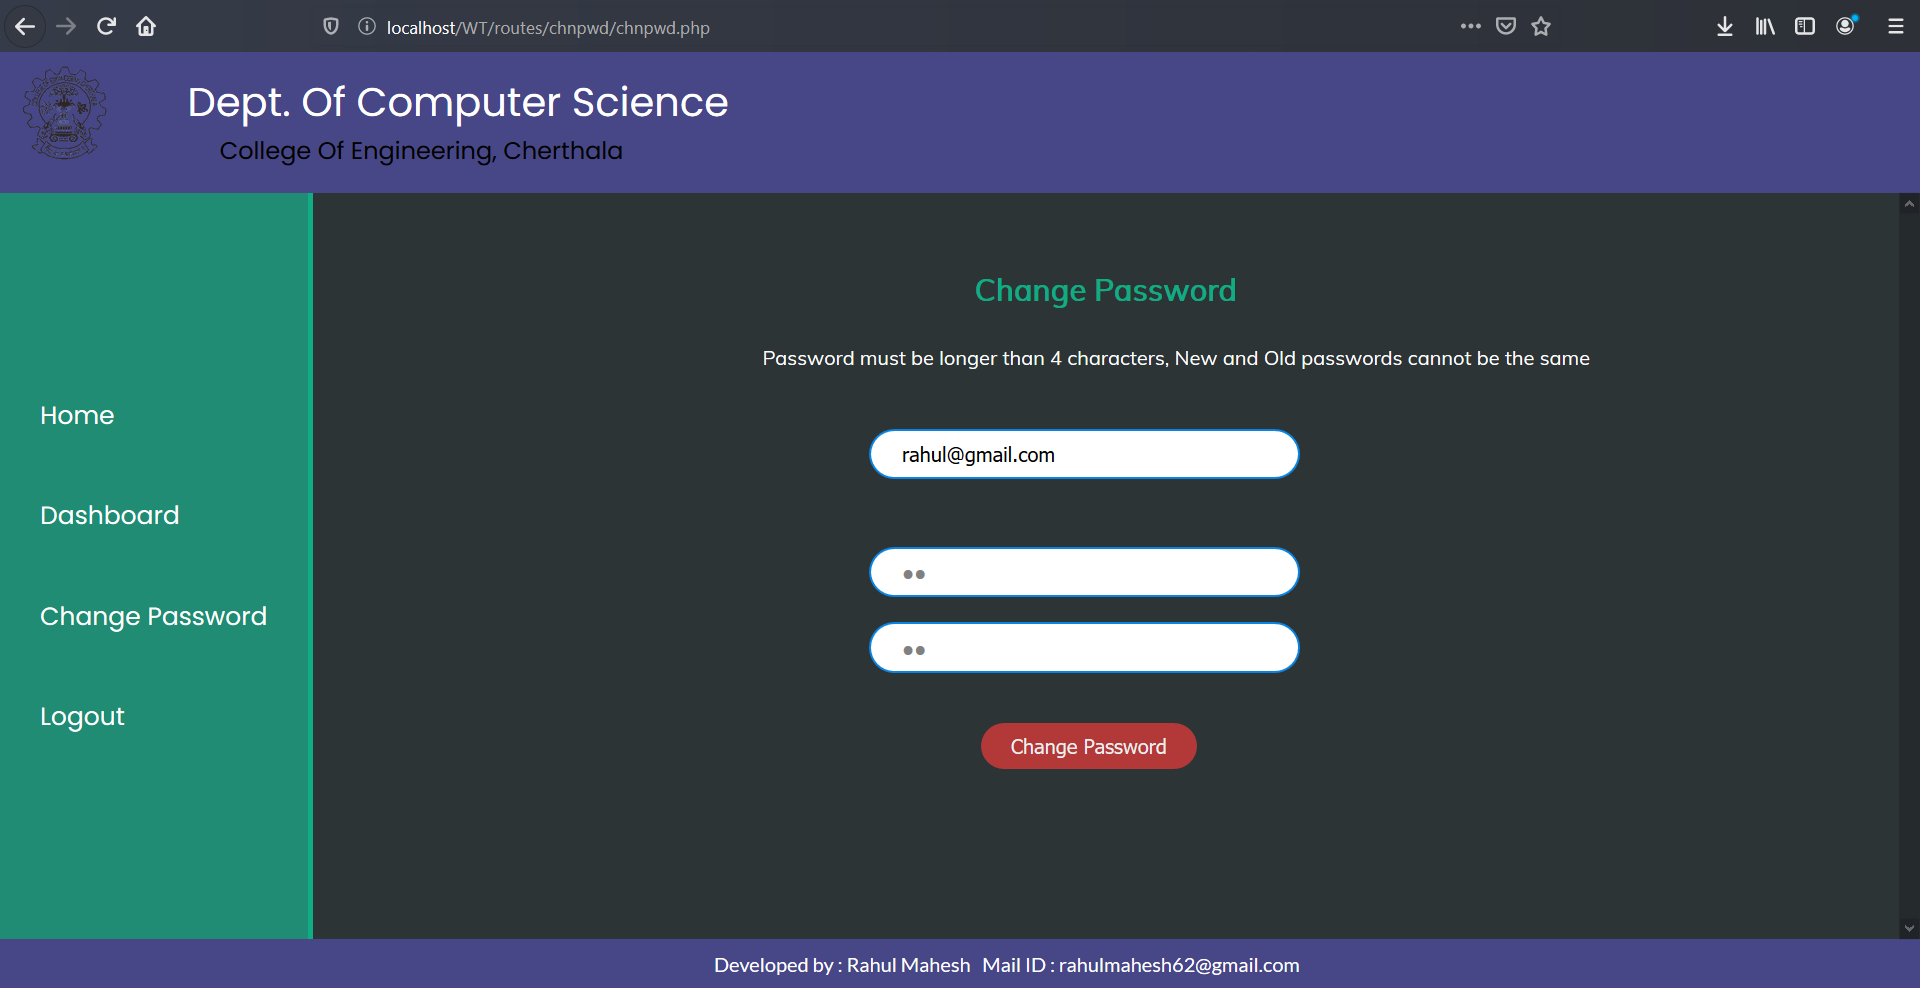 localhost/WT/routes/chnpwd/chnpwd.php
Dept. Of Computer Science
College Of Engineering, Cherthala
Home
Dashboard
Change Password
Logout
Change Password
Password must be longer than 4 characters, New and Old passwords cannot be the same
rahul@gmail.com
••
••
Change Password
Developed by : Rahul Mahesh   Mail ID : rahulmahesh62@gmail.com